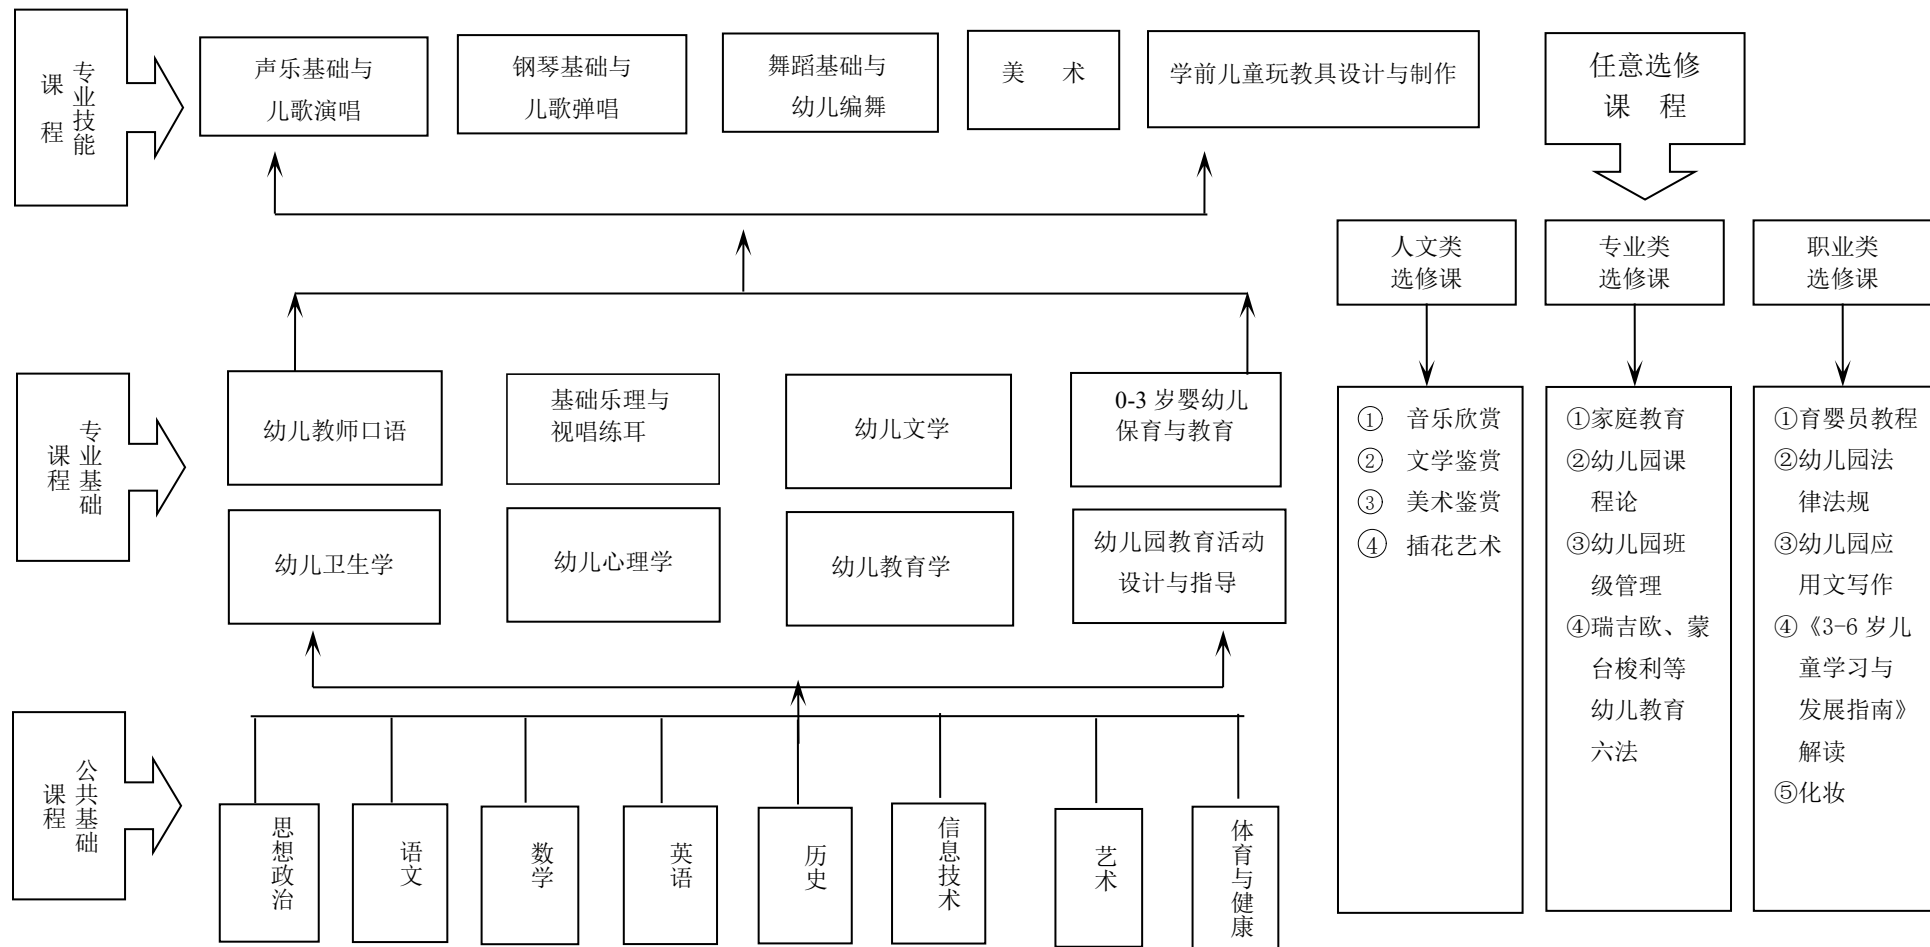 专业技能
课程
声乐基础与
儿歌演唱
钢琴基础与
儿歌弹唱
舞蹈基础与
幼儿编舞
美 术
学前儿童玩教具设计与制作
任意选修
课 程
人文类
选修课
专业类
选修课
职业类
选修课
① 音乐欣赏
② 文学鉴赏
③ 美术鉴赏
④ 插花艺术
①家庭教育
②幼儿园课
程论
③幼儿园班
级管理
④瑞吉欧、蒙
台梭利等
幼儿教育
六法
①育婴员教程
②幼儿园法
律法规
③幼儿园应
用文写作
④《3-6 岁儿
童学习与
发展指南》
解读
⑤化妆
专业基础
课程
幼儿教师口语
基础乐理与
视唱练耳
幼儿文学
0-3 岁婴幼儿
保育与教育
幼儿卫生学
幼儿心理学
幼儿教育学
幼儿园教育活动
设计与指导
公共基础
课程
思想政治
语文
数学
英语
历史
信息技术
艺术
体育与健康